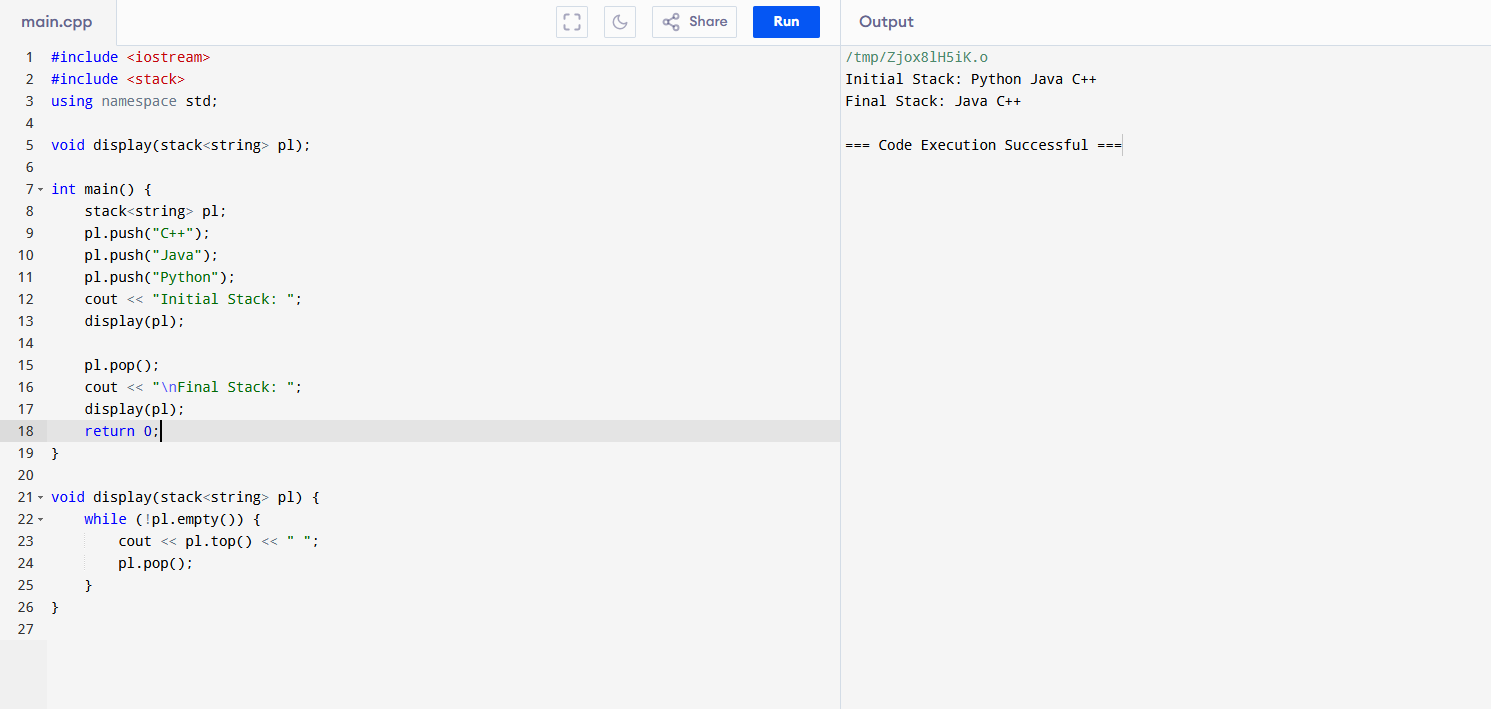 main.cpp
Share
Run
Output
1 #include <iostream>
2 #include <stack>
3 using namespace std;
4
5 void display(stack<string> pl);
6
7 int main() {
8     stack<string> pl;
9     pl.push("C++");
10     pl.push("Java");
11     pl.push("Python");
12     cout << "Initial Stack: ";
13     display(pl);
14
15     pl.pop();
16     cout << "\nFinal Stack: ";
17     display(pl);
18     return 0;
19 }
20
21 void display(stack<string> pl) {
22     while (!pl.empty()) {
23         cout << pl.top() << " ";
24         pl.pop();
25     }
26 }
27
/tmp/Zjox8lH5iK.o
Initial Stack: Python Java C++
Final Stack: Java C++
=== Code Execution Successful ===